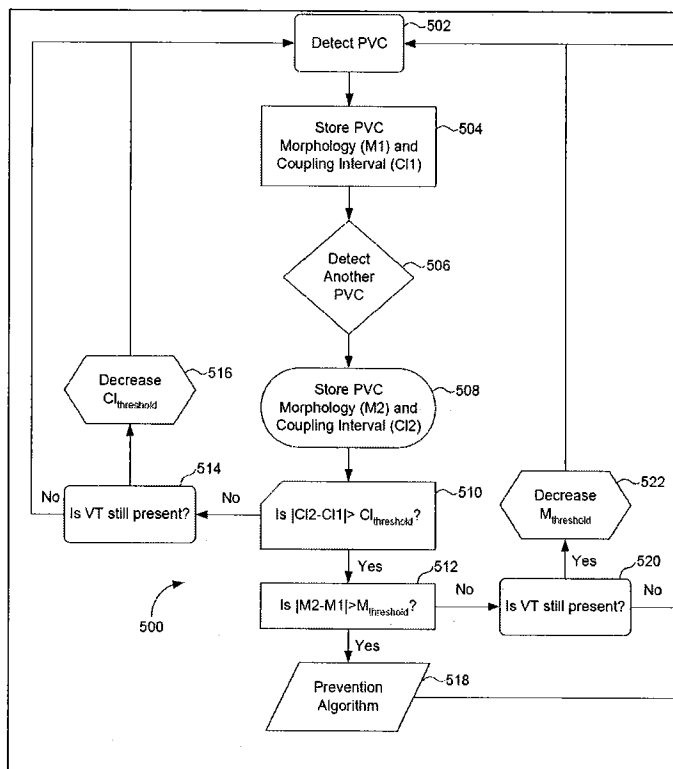 502
Detect PVC
504
Store PVC
Morphology (M1) and
Coupling Interval (CI1)
506
Detect
Another
PVC
516
Decrease
CIthreshold
508
Store PVC
Morphology (M2) and
Coupling Interval (CI2)
514
No
Is VT still present?
No
510
Is |CI2-CI1|> CIthreshold?
522
Decrease
Mthreshold
Yes
Yes
520
512
Is |M2-M1|>Mthreshold?
No
Is VT still present?
No
500
Yes
518
Prevention
Algorithm